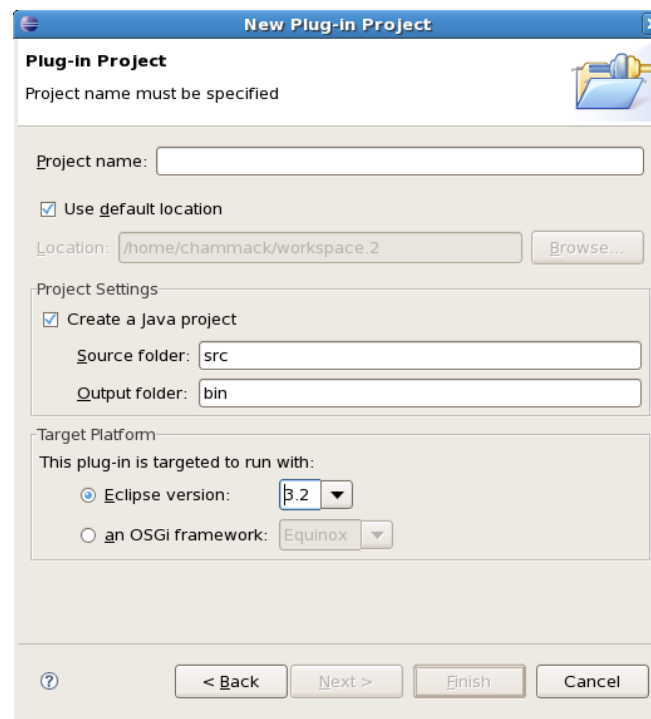 New Plug-in Project
Plug-in Project
Project name must be specified
Project name:
Use default location
Location: /home/chammack/workspace.2 Browse...
Project Settings
Create a Java project
Source folder: src
Output folder: bin
Target Platform
This plug-in is targeted to run with:
Eclipse version: 3.2
an OSGi framework: Equinox
? < Back Next > Finish Cancel